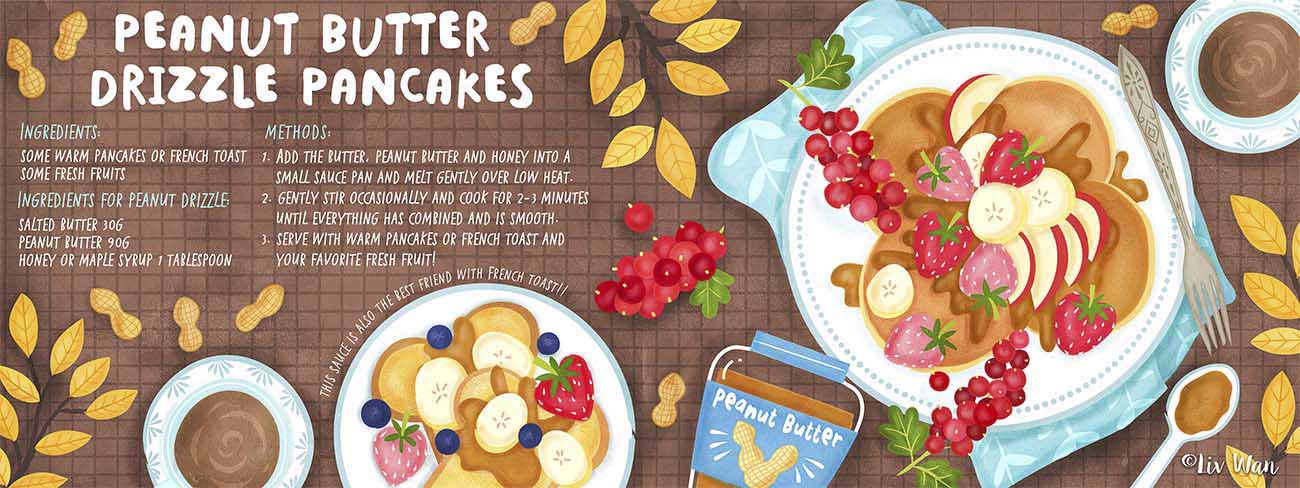 PEANUT BUTTER
DRIZZLE PANCAKES
INGREDIENTS:
SOME WARM PANCAKES OR FRENCH TOAST
SOME FRESH FRUITS
INGREDIENTS FOR PEANUT DRIZZLE:
SALTED BUTTER 30G
PEANUT BUTTER 90G
HONEY OR MAPLE SYRUP 1 TABLESPOON
METHODS:
1. ADD THE BUTTER, PEANUT BUTTER AND HONEY INTO A
SMALL SAUCE PAN AND MELT GENTLY OVER LOW HEAT.
2. GENTLY STIR OCCASIONALLY AND COOK FOR 2-3 MINUTES
UNTIL EVERYTHING HAS COMBINED AND IS SMOOTH.
3. SERVE WITH WARM PANCAKES OR FRENCH TOAST AND
YOUR FAVORITE FRESH FRUIT!
THIS SAUCE IS ALSO THE BEST FRIEND WITH FRENCH TOAST!!
Peanut Butter
©Liv Wan